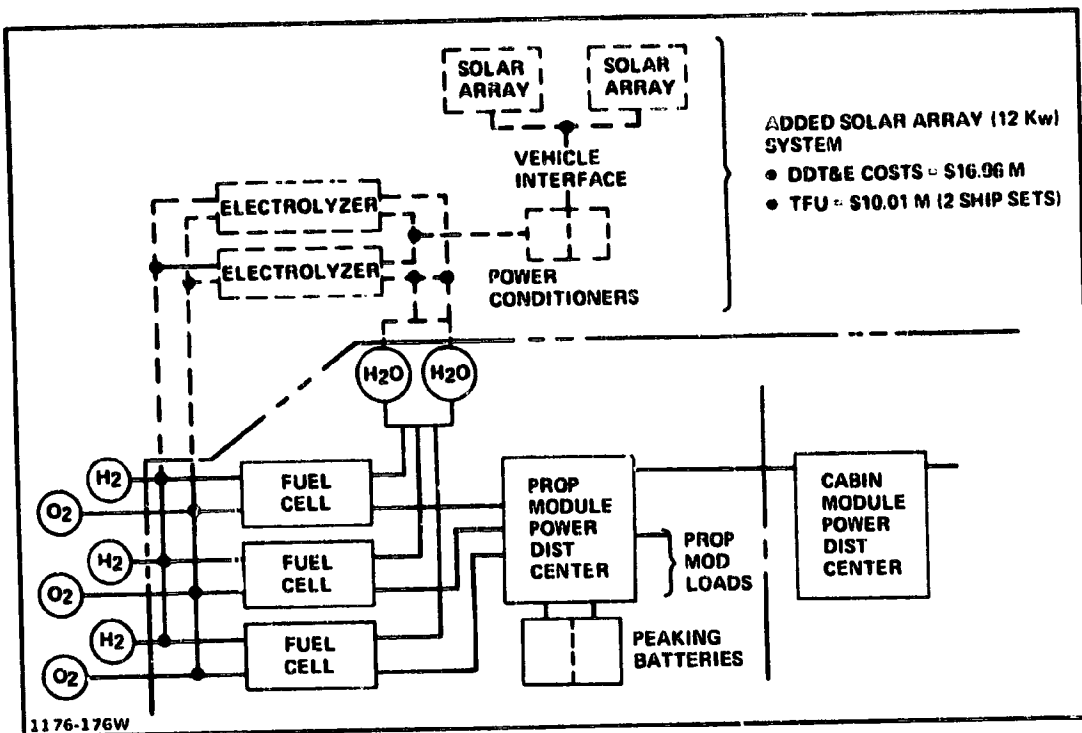 SOLAR
ARRAY
SOLAR
ARRAY
ADDED SOLAR ARRAY (12 Kw)
SYSTEM
• DDT&E COSTS = $16.96 M
• TFU = $10.01 M (2 SHIP SETS)
VEHICLE
INTERFACE
ELECTROLYZER
ELECTROLYZER
POWER
CONDITIONERS
H2O
H2O
H2
O2
H2
O2
H2
O2
FUEL
CELL
FUEL
CELL
FUEL
CELL
PROP
MODULE
POWER
DIST
CENTER
PROP
MOD
LOADS
PEAKING
BATTERIES
CABIN
MODULE
POWER
DIST
CENTER
1176-176W